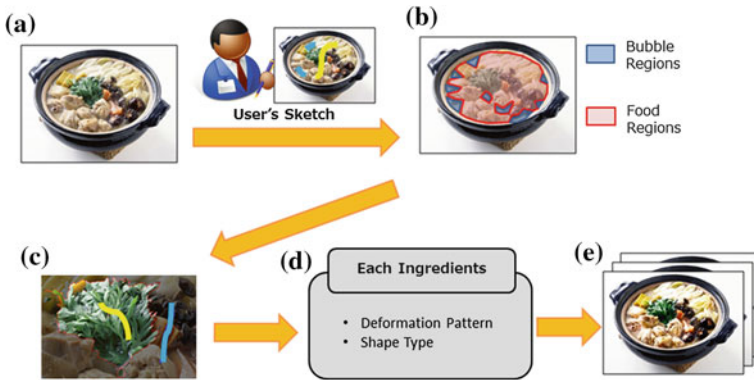 (a)
User's Sketch
(b)
Bubble
Regions
Food
Regions
(c)
(d)
Each Ingredients
• Deformation Pattern
• Shape Type
(e)